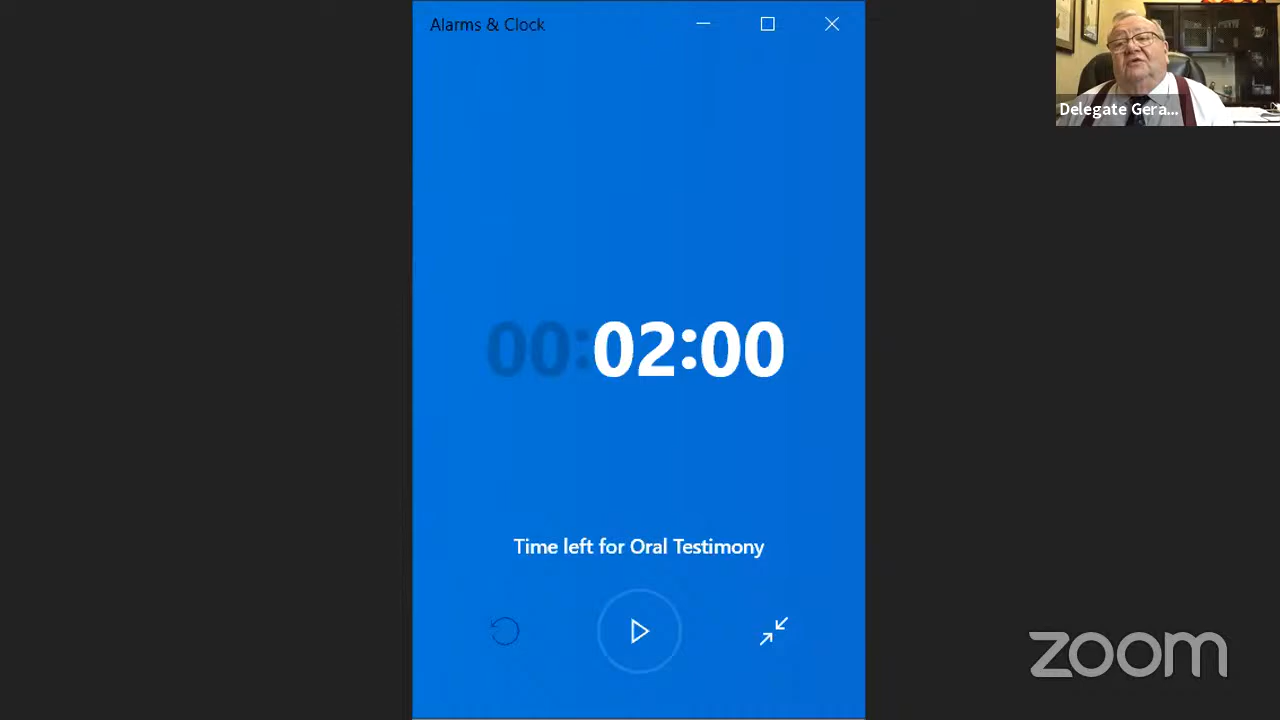 Alarms & Clock
Delegate Gera...
00:02:00
Time left for Oral Testimony
zoom